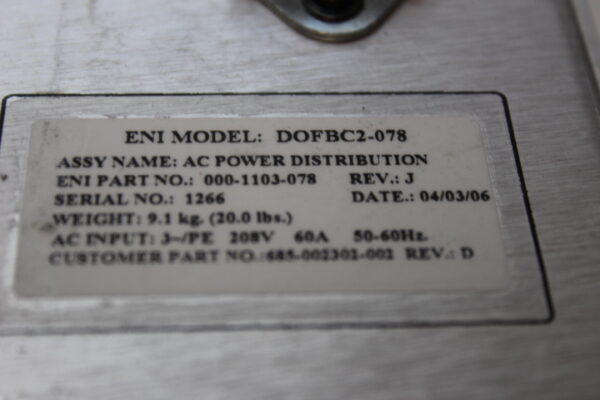 ENI MODEL: DOFBC2-078
ASSY NAME: AC POWER DISTRIBUTION
ENI PART NO.: 000-1103-078 REV.: J
SERIAL NO.: 1266 DATE.: 04/03/06
WEIGHT: 9.1 kg. (20.0 lbs.)
AC INPUT: 3~/PE 208V 60A 50-60Hz.
CUSTOMER PART NO.:685-002302-002 REV.: D